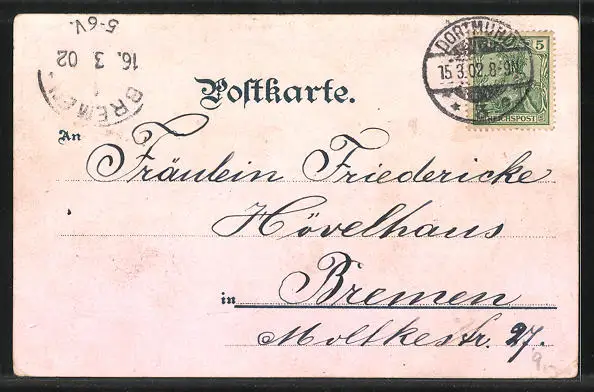 BREMEN
16. 3 02
5-6V.
DORTMUND
15.3.02.8-9N.
5
REICHSPOST
Postkarte.
An Fräulein Friedericke
Hövelhaus
in Bremen
Moltkestr. 27.